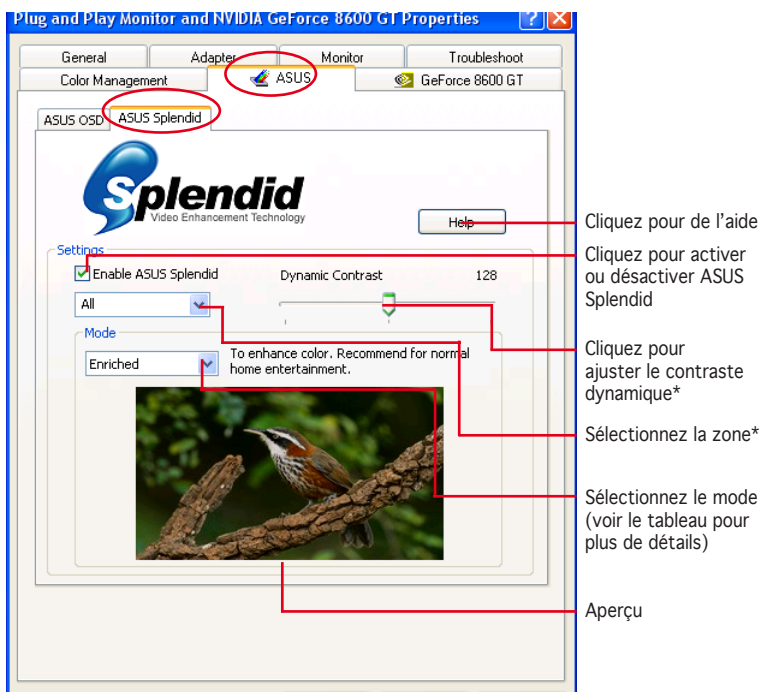 Plug and Play Monitor and NVIDIA GeForce 8600 GT Properties
General Adapter Monitor Troubleshoot
Color Management ASUS GeForce 8600 GT
ASUS OSD ASUS Splendid
Splendid
Video Enhancement Technology
Help
Cliquez pour de l'aide
Settings
Enable ASUS Splendid Dynamic Contrast 128
All
Mode
Enriched
To enhance color. Recommend for normal
home entertainment.
Cliquez pour activer
ou désactiver ASUS
Splendid
Cliquez pour
ajuster le contraste
dynamique*
Sélectionnez la zone*
Sélectionnez le mode
(voir le tableau pour
plus de détails)
Aperçu